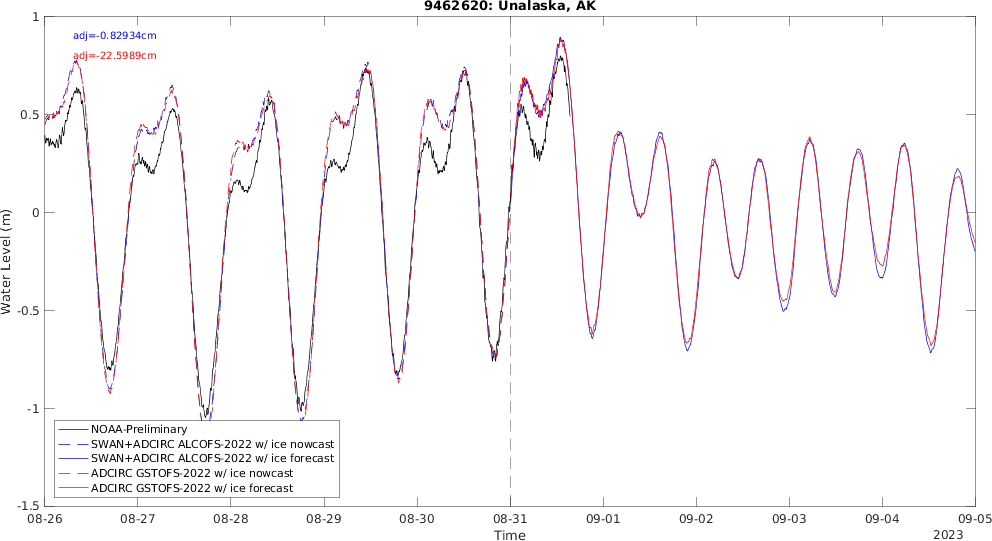 9462620: Unalaska, AK
adj=-0.82934cm
adj=-22.5989cm
Water Level (m)
1
0.5
0
-0.5
-1
-1.5
NOAA-Preliminary
SWAN+ADCIRC ALCOFS-2022 w/ ice nowcast
SWAN+ADCIRC ALCOFS-2022 w/ ice forecast
ADCIRC GSTOFS-2022 w/ ice nowcast
ADCIRC GSTOFS-2022 w/ ice forecast
08-26 08-27 08-28 08-29 08-30 08-31 09-01 09-02 09-03 09-04 09-05
Time
2023